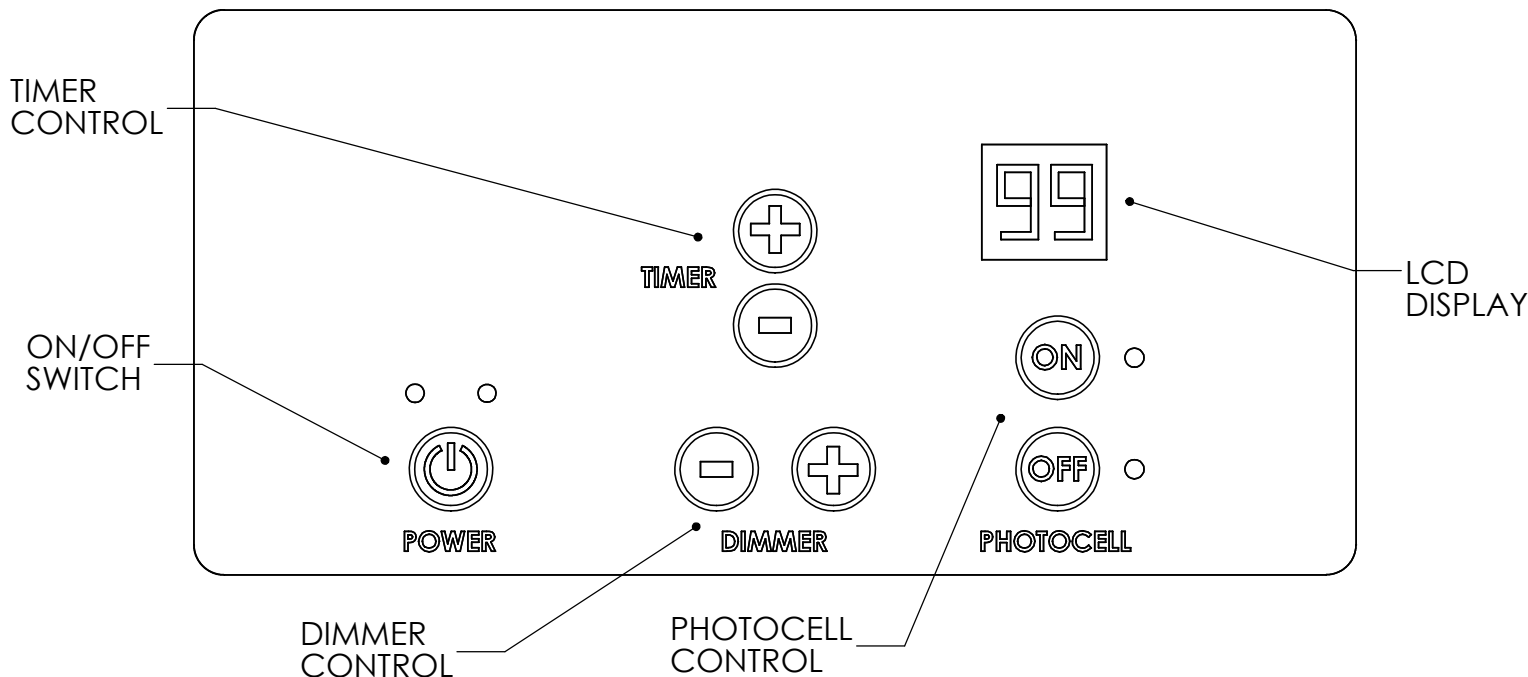 TIMER
CONTROL
99
TIMER
LCD
DISPLAY
ON/OFF
SWITCH
ON
OFF
POWER
DIMMER
PHOTOCELL
DIMMER
CONTROL
PHOTOCELL
CONTROL